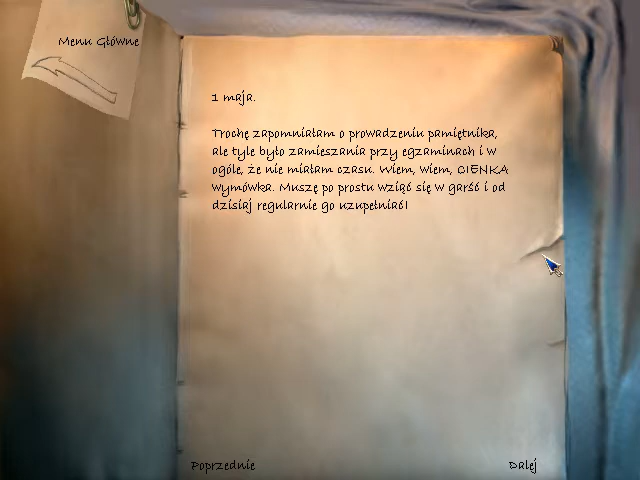 Menu Główne
1 maja.
Trochę zapomniałam o prowadzeniu pamiętnika,
ale tyle było zamieszania przy egzaminach i w
ogóle, że nie miałam czasu. Wiem, wiem, CIENKA
wymówka. Muszę po prostu wziąć się w garść i od
dzisiaj regularnie go uzupełniać!
Poprzednie
Dalej